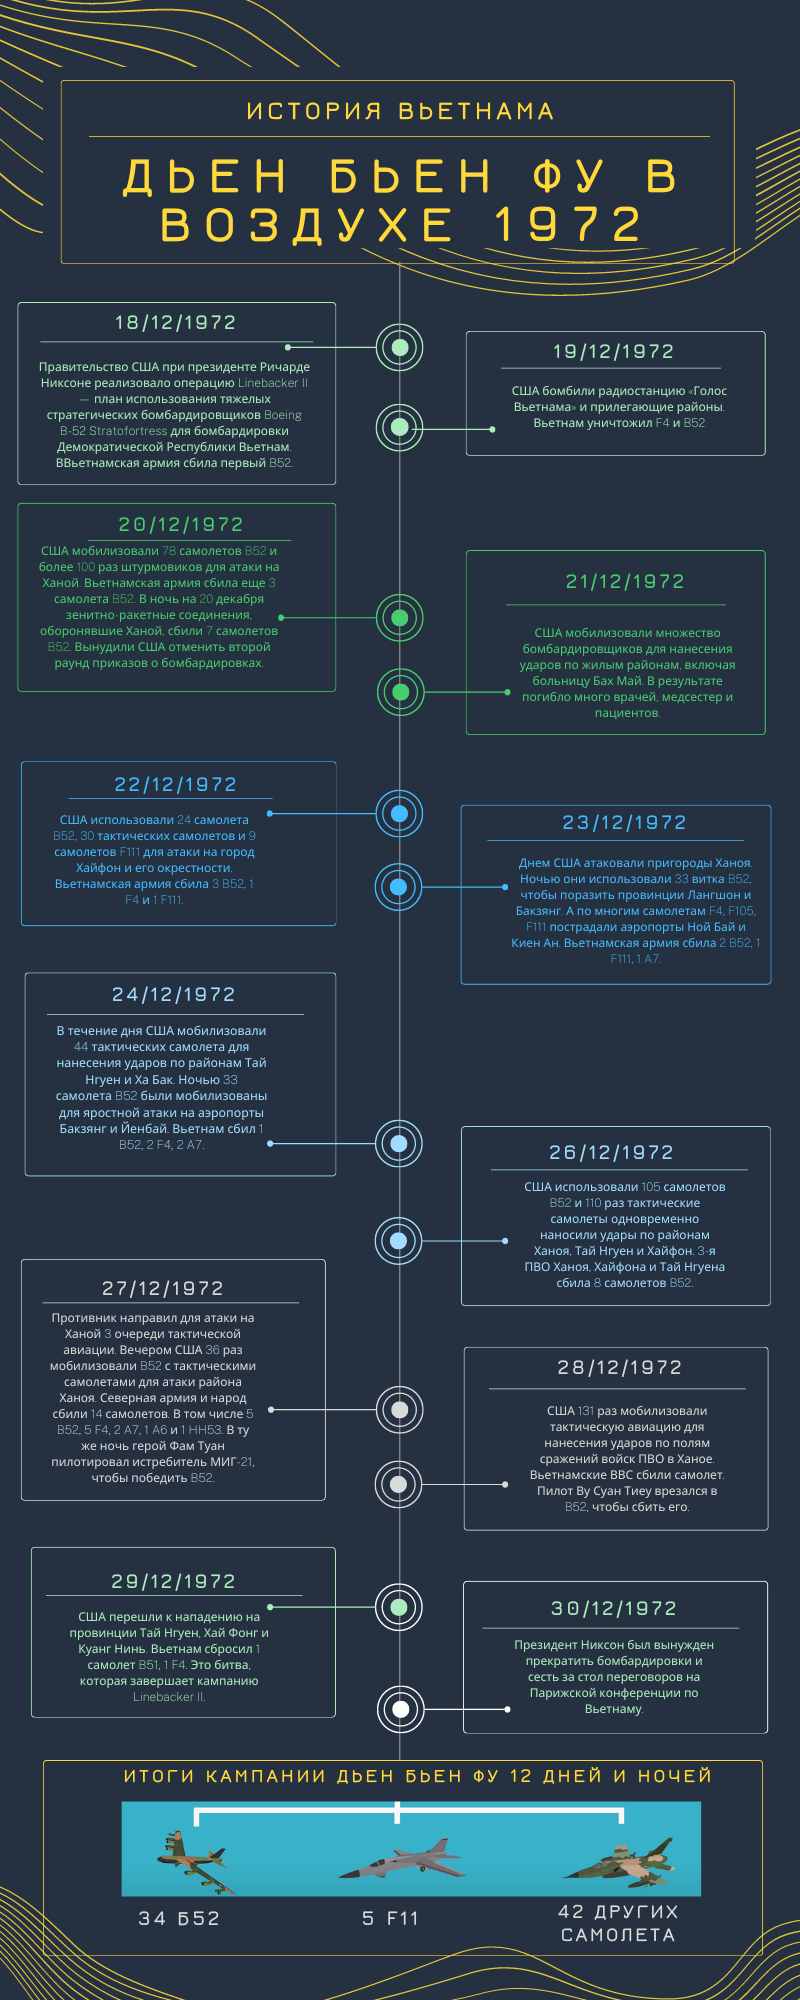 ИСТОРИЯ ВЬЕТНАМА
ДЬЕН БЬЕН ФУ В
ВОЗДУХЕ 1972
18/12/1972
Правительство США при президенте Ричарде
Никсоне реализовало операцию Linebacker II
— план использования тяжелых
стратегических бомбардировщиков Boeing
B-52 Stratofortress для бомбардировки
Демократической Республики Вьетнам.
ВВьетнамская армия сбила первый B52.
19/12/1972
США бомбили радиостанцию «Голос
Вьетнама» и прилегающие районы.
Вьетнам уничтожил F4 и B52
20/12/1972
США мобилизовали 78 самолетов B52 и
более 100 раз штурмовиков для атаки на
Ханой. Вьетнамская армия сбила еще 3
самолета B52. В ночь на 20 декабря
зенитно-ракетные соединения,
оборонявшие Ханой, сбили 7 самолетов
B52. Вынудили США отменить второй
раунд приказов о бомбардировках.
21/12/1972
США мобилизовали множество
бомбардировщиков для нанесения
ударов по жилым районам, включая
больницу Бах Май. В результате
погибло много врачей, медсестер и
пациентов.
22/12/1972
США использовали 24 самолета
B52, 30 тактических самолетов и 9
самолетов F111 для атаки на город
Хайфон и его окрестности.
Вьетнамская армия сбила 3 B52, 1
F4 и 1 F111.
23/12/1972
Днем США атаковали пригороды Ханоя.
Ночью они использовали 33 витка B52,
чтобы поразить провинции Лангшон и
Бакзянг. А по многим самолетам F4, F105,
F111 пострадали аэропорты Ной Бай и
Киен Ан. Вьетнамская армия сбила 2 B52, 1
F111, 1 A7.
24/12/1972
В течение дня США мобилизовали
44 тактических самолета для
нанесения ударов по районам Тай
Нгуен и Ха Бак. Ночью 33
самолета B52 были мобилизованы
для яростной атаки на аэропорты
Бакзянг и Йенбай. Вьетнам сбил 1
B52, 2 F4, 2 A7.
26/12/1972
США использовали 105 самолетов
B52 и 110 раз тактические
самолеты одновременно
наносили удары по районам
Ханоя, Тай Нгуен и Хайфон. 3-я
ПВО Ханоя, Хайфона и Тай Нгуена
сбила 8 самолетов B52.
27/12/1972
Противник направил для атаки на
Ханой 3 очереди тактической
авиации. Вечером США 36 раз
мобилизовали B52 с тактическими
самолетами для атаки района
Ханоя. Северная армия и народ
сбили 14 самолетов. В том числе 5
B52, 5 F4, 2 A7, 1 A6 и 1 HH53. В ту
же ночь герой Фам Туан
пилотировал истребитель МИГ-21,
чтобы победить B52.
28/12/1972
США 131 раз мобилизовали
тактическую авиацию для
нанесения ударов по полям
сражений войск ПВО в Ханое.
Вьетнамские ВВС сбили самолет.
Пилот Ву Суан Тиеу врезался в
B52, чтобы сбить его.
29/12/1972
США перешли к нападению на
провинции Тай Нгуен, Хай Фонг и
Куанг Нинь. Вьетнам сбросил 1
самолет B51, 1 F4. Это битва,
которая завершает кампанию
Linebacker II.
30/12/1972
Президент Никсон был вынужден
прекратить бомбардировки и
сесть за стол переговоров на
Парижской конференции по
Вьетнаму.
ИТОГИ КАМПАНИИ ДЬЕН БЬЕН ФУ 12 ДНЕЙ И НОЧЕЙ
34 Б52
5 F11
42 ДРУГИХ
САМОЛЕТА